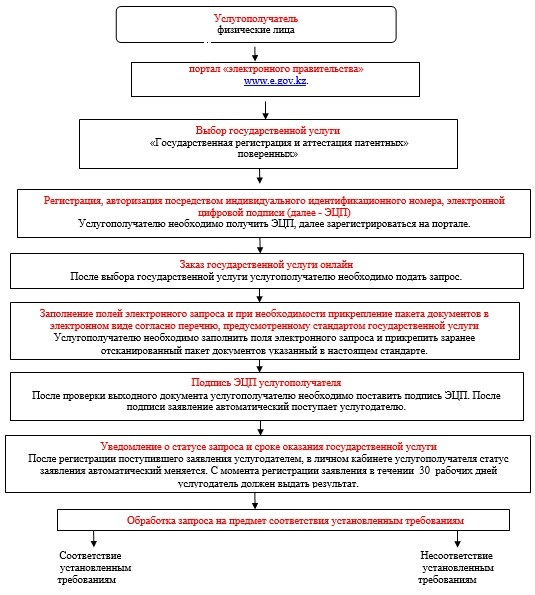 Услугополучатель
физические лица
портал «электронного правительства»
www.e.gov.kz.
Выбор государственной услуги
«Государственная регистрация и аттестация патентных»
поверенных»
Регистрация, авторизация посредством индивидуального идентификационного номера, электронной
цифровой подписи (далее - ЭЦП)
Услугополучателю необходимо получить ЭЦП, далее зарегистрироваться на портале.
Заказ государственной услуги онлайн
После выбора государственной услуги услугополучателю необходимо подать запрос.
Заполнение полей электронного запроса и при необходимости прикрепление пакета документов в
электронном виде согласно перечню, предусмотренному стандартом государственной услуги
Услугополучателю необходимо заполнить поля электронного запроса и прикрепить заранее
отсканированный пакет документов указанный в настоящем стандарте.
Подпись ЭЦП услугополучателя
После проверки выходного документа услугополучателю необходимо поставить подпись ЭЦП. После
подписи заявление автоматический поступает услугодателю.
Уведомление о статусе запроса и сроке оказания государственной услуги
После регистрации поступившего заявления услугодателем, в личном кабинете услугополучателя статус
заявления автоматический меняется. С момента регистрации заявления в течении 30 рабочих дней
услугодатель должен выдать результат.
Обработка запроса на предмет соответствия установленным требованиям
Соответствие
установленным
требованиям
Несоответствие
установленным
требованиям